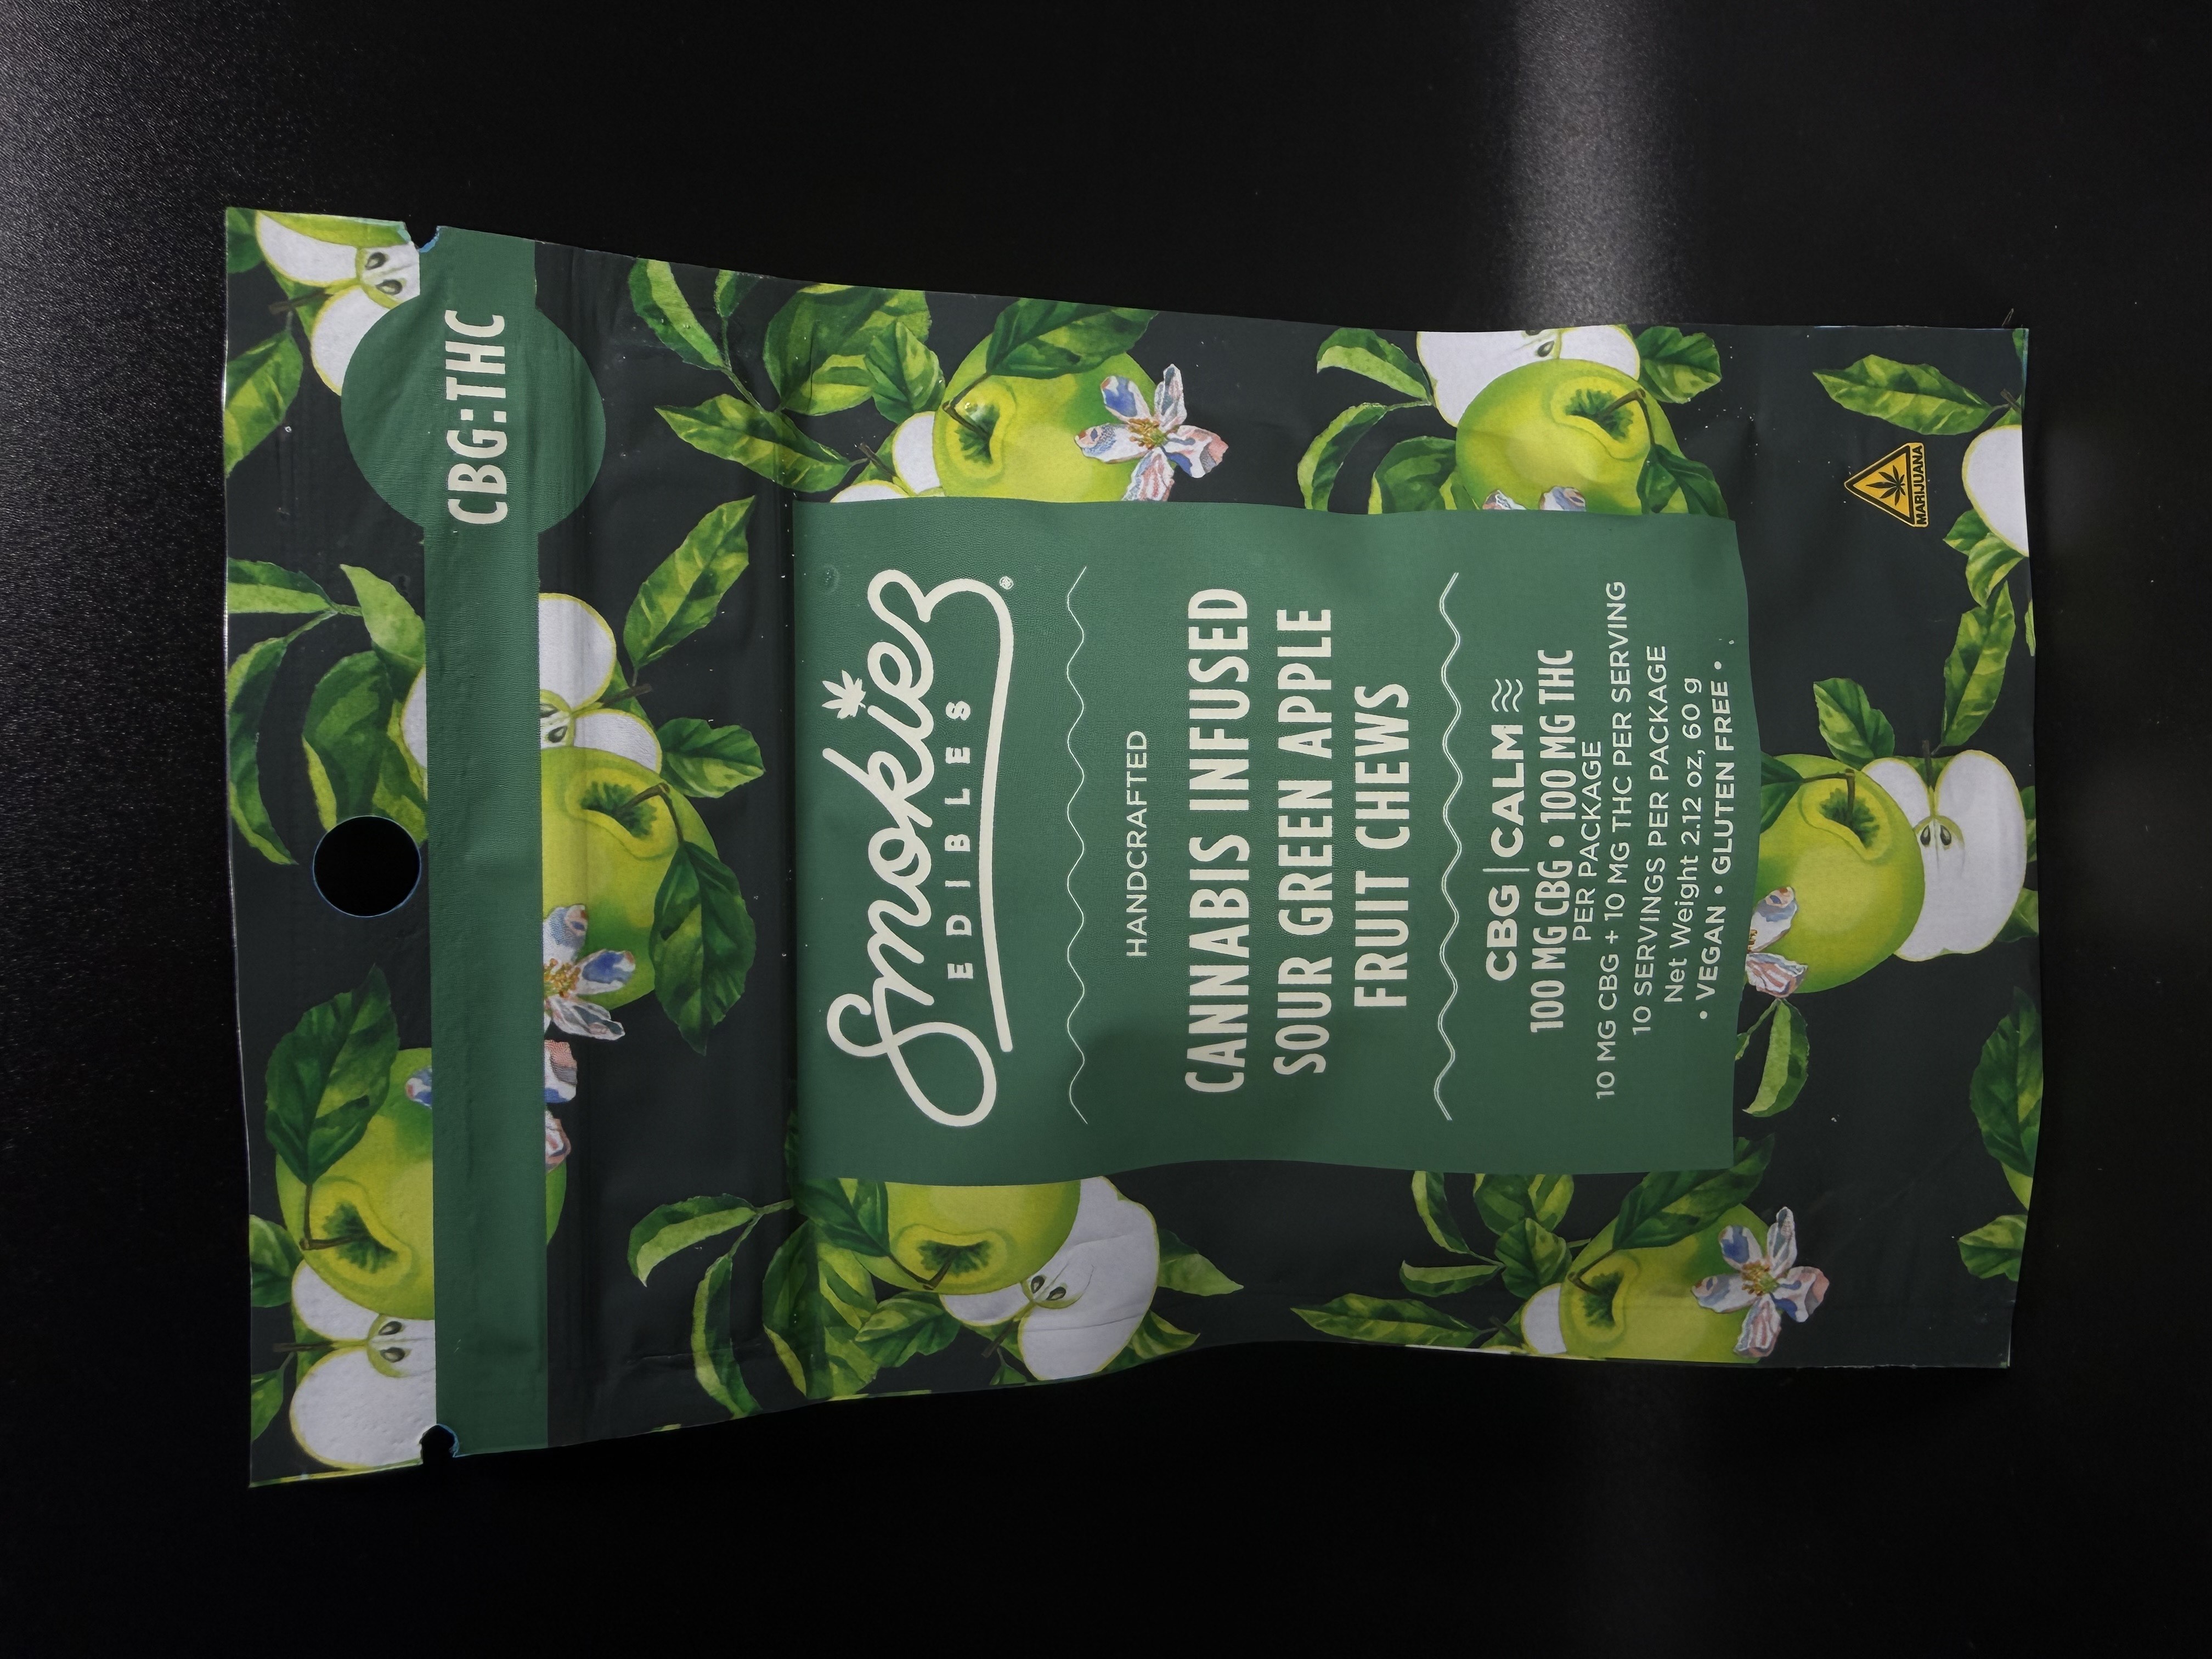 CBG:THC
Smokies
EDIBLES
®
HANDCRAFTED
CANNABIS INFUSED
SOUR GREEN APPLE
FRUIT CHEWS
CBG | CALM
100 MG CBG • 100 MG THC
PER PACKAGE
10 MG CBG + 10 MG THC PER SERVING
10 SERVINGS PER PACKAGE
Net Weight 2.12 oz, 60 g
• VEGAN • GLUTEN FREE •
MARIJUANA